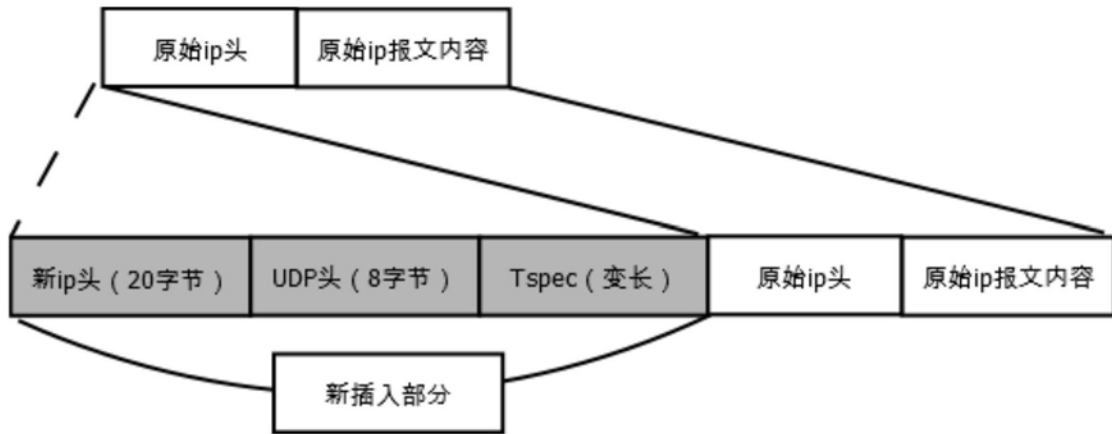 原始ip头
原始ip报文内容
新ip头（20字节）
UDP头（8字节）
Tspec（变长）
原始ip头
原始ip报文内容
新插入部分